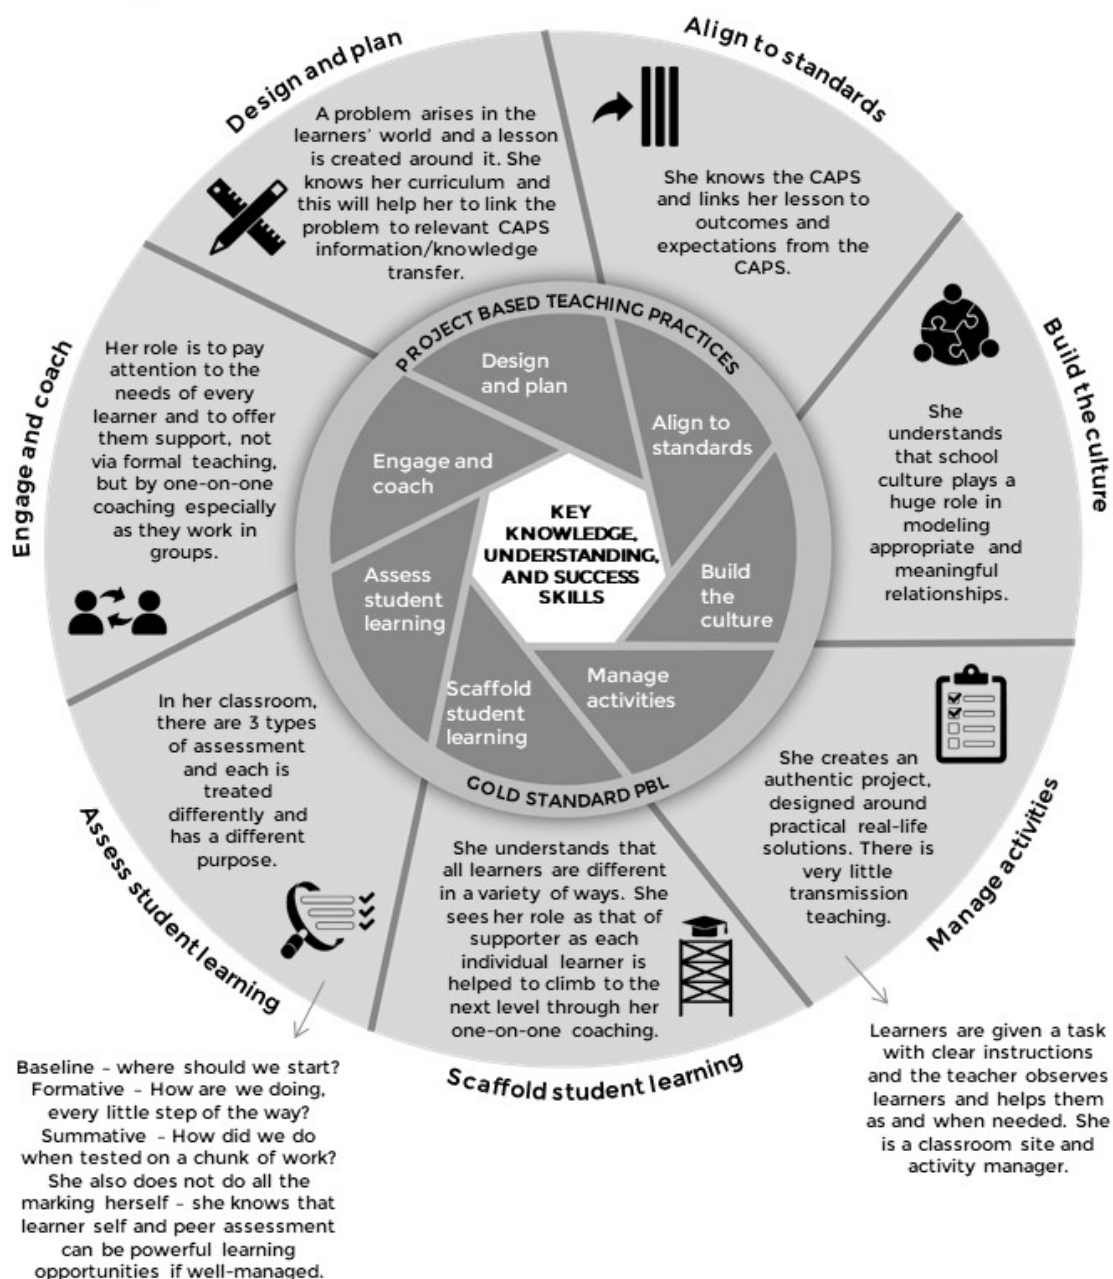 Design and plan
A problem arises in the
learners' world and a lesson
is created around it. She
knows her curriculum and
this will help her to link the
problem to relevant CAPS
information/knowledge
transfer.
Align to standards
She knows the CAPS
and links her lesson to
outcomes and
expectations from the
CAPS.
Build the culture
She
understands
that school
culture plays a
huge role in
modeling
appropriate and
meaningful
relationships.
Manage activities
She creates an
authentic project,
designed around
practical real-life
solutions. There is
very little
transmission
teaching.
Learners are given a task
with clear instructions
and the teacher observes
learners and helps them
as and when needed. She
is a classroom site and
activity manager.
Scaffold student learning
She understands that
all learners are different
in a variety of ways. She
sees her role as that of
supporter as each
individual learner is
helped to climb to the
next level through her
one-on-one coaching.
Assess student learning
In her classroom,
there are 3 types
of assessment
and each is
treated
differently and
has a different
purpose.
Baseline - where should we start?
Formative - How are we doing,
every little step of the way?
Summative - How did we do
when tested on a chunk of work?
She also does not do all the
marking herself - she knows that
learner self and peer assessment
can be powerful learning
opportunities if well-managed.
Engage and coach
Her role is to pay
attention to the
needs of every
learner and to offer
them support, not
via formal teaching,
but by one-on-one
coaching especially
as they work in
groups.
PROJECT BASED TEACHING PRACTICES
Design
and plan
Align to
standards
Build
the
culture
Manage
activities
Scaffold
student
learning
Assess
student
learning
Engage and
coach
KEY
KNOWLEDGE,
UNDERSTANDING,
AND SUCCESS
SKILLS
GOLD STANDARD PBL